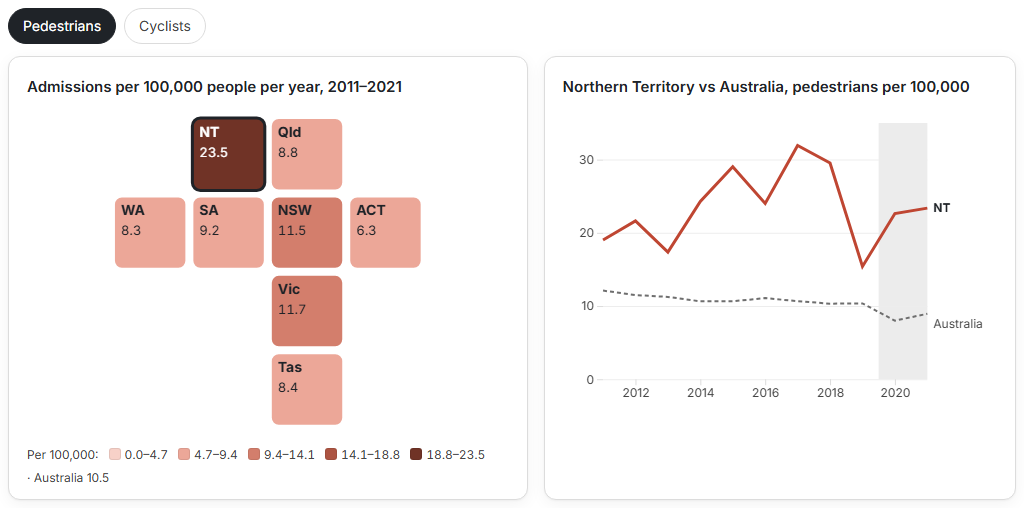 Pedestrians Cyclists
Admissions per 100,000 people per year, 2011–2021
NT
23.5
Qld
8.8
WA
8.3
SA
9.2
NSW
11.5
ACT
6.3
Vic
11.7
Tas
8.4
Per 100,000: 0.0–4.7 4.7–9.4 9.4–14.1 14.1–18.8 18.8–23.5
· Australia 10.5
Northern Territory vs Australia, pedestrians per 100,000
30
20
10
0
NT
Australia
2012 2014 2016 2018 2020